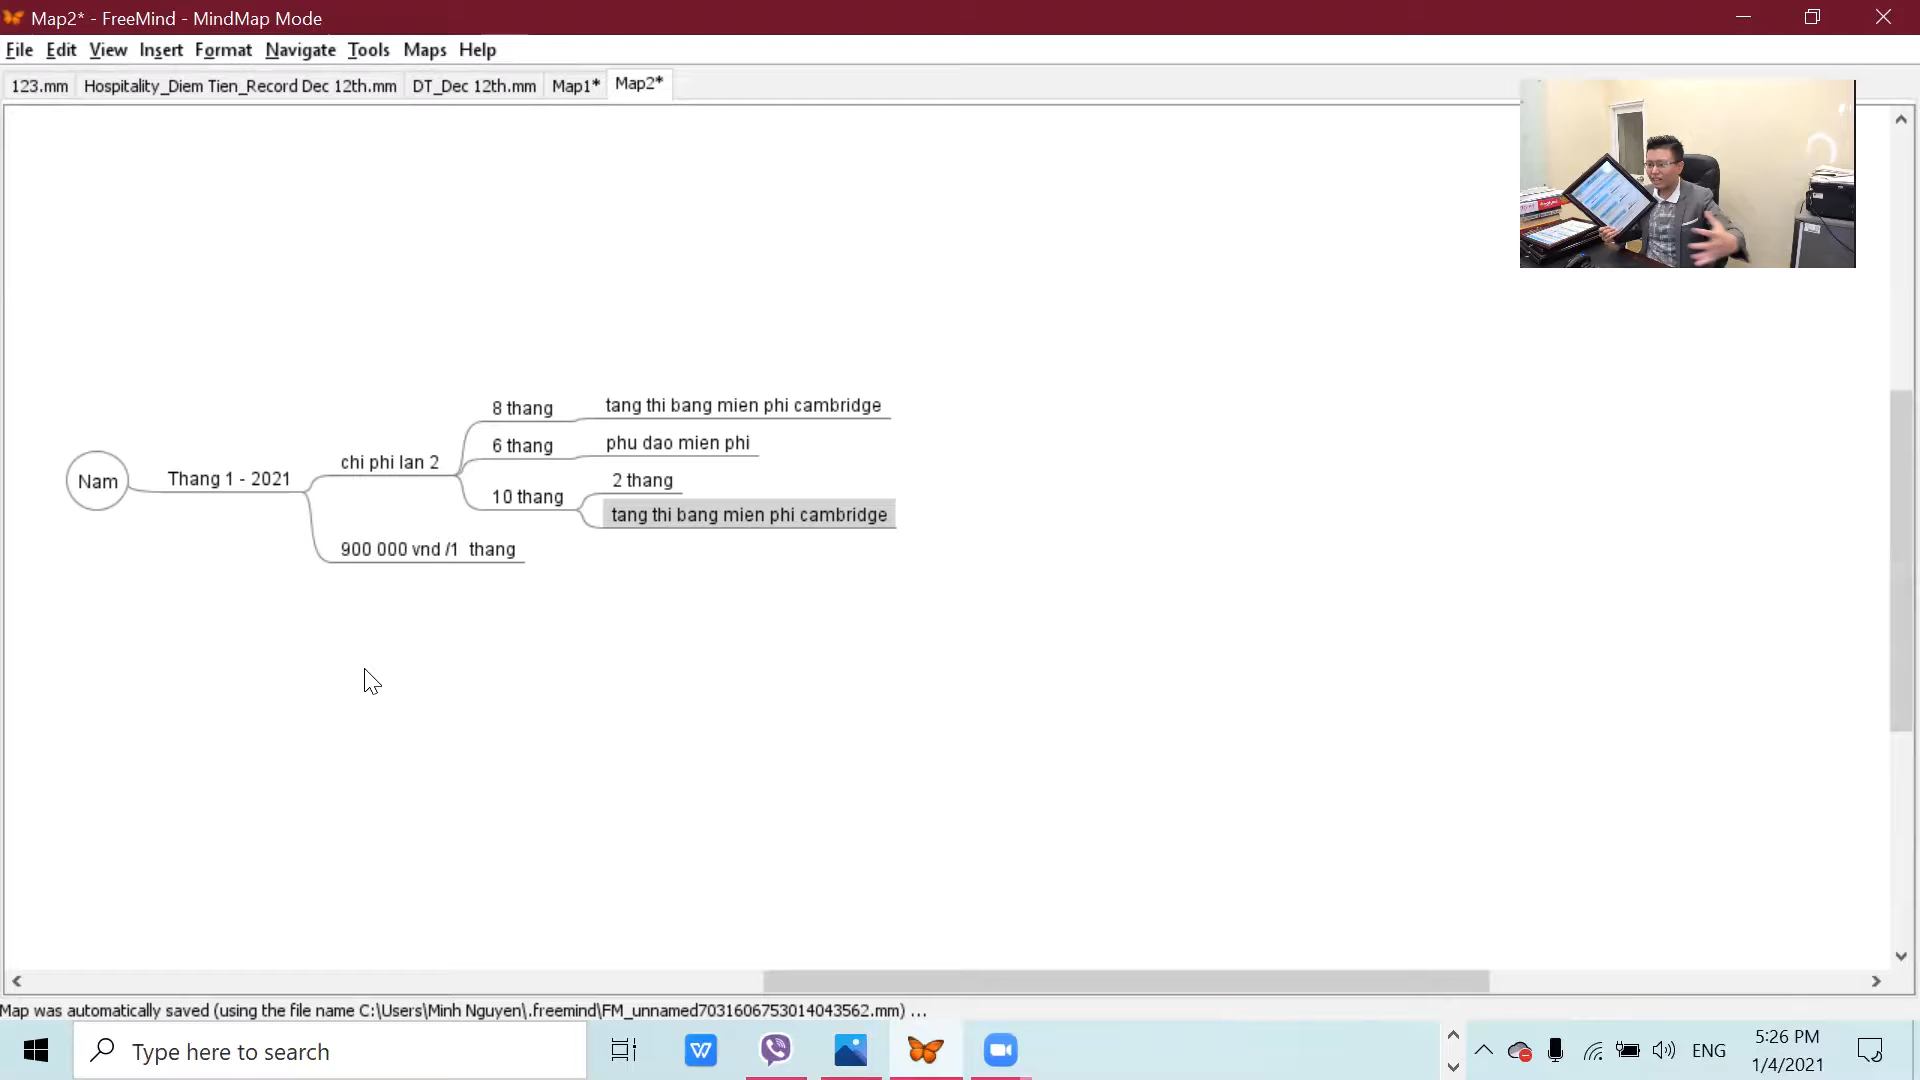 Map2* - FreeMind - MindMap Mode
File Edit View Insert Format Navigate Tools Maps Help
123.mm Hospitality_Diem Tien_Record Dec 12th.mm DT_Dec 12th.mm Map1* Map2*
8 thang tang thi bang mien phi cambridge
6 thang phu dao mien phi
chi phi lan 2
Nam Thang 1 - 2021
2 thang
10 thang
tang thi bang mien phi cambridge
900 000 vnd /1 thang
Map was automatically saved (using the file name C:\Users\Minh Nguyen\.freemind\FM_unnamed7031606753014043562.mm) ...
Type here to search
ENG
5:26 PM
1/4/2021